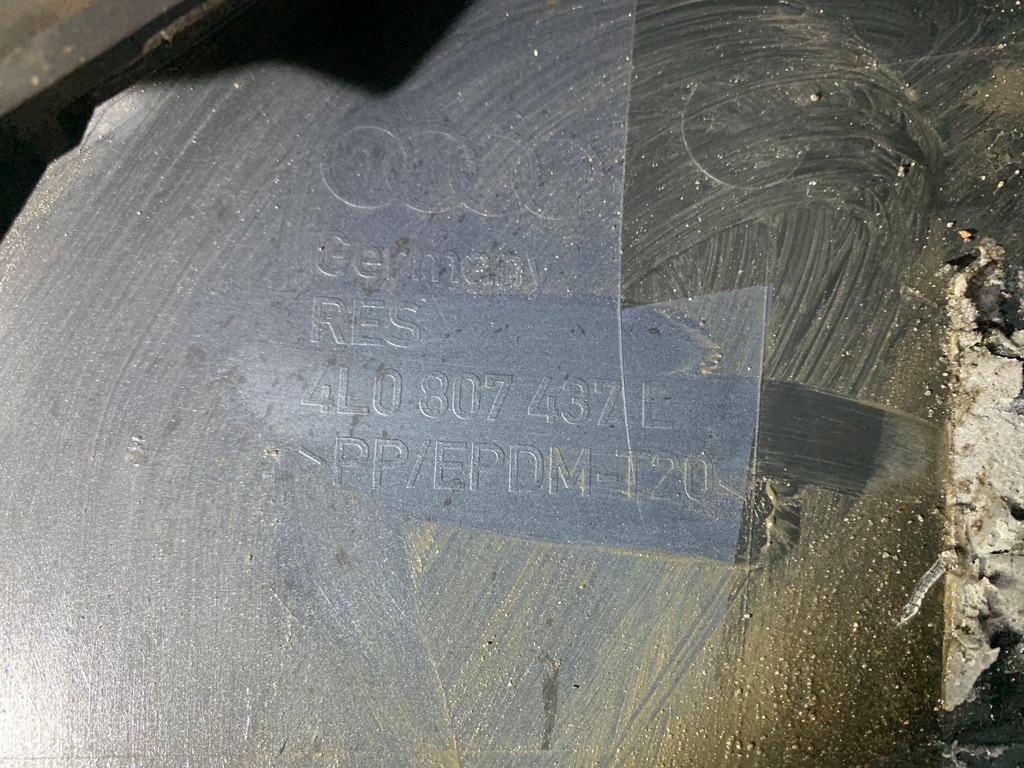 Germany
RES
4L0 807 437 L
>PP/EPDM-T20